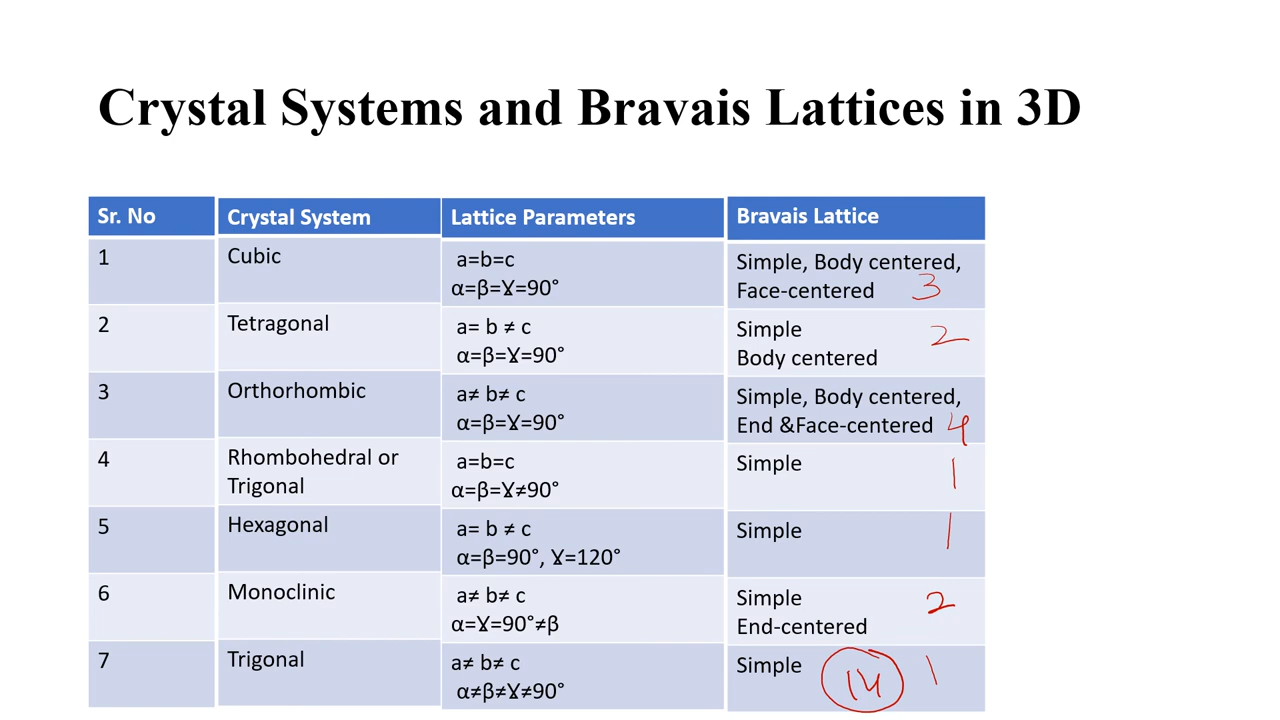 Crystal Systems and Bravais Lattices in 3D
Sr. No Crystal System Lattice Parameters Bravais Lattice
1 Cubic a=b=c Simple, Body centered,
α=β=Ɣ=90° Face-centered 3
2 Tetragonal a= b ≠ c Simple 2
α=β=Ɣ=90° Body centered
3 Orthorhombic a≠ b≠ c Simple, Body centered,
α=β=Ɣ=90° End &Face-centered 4
4 Rhombohedral or a=b=c Simple 1
Trigonal α=β=Ɣ≠90°
5 Hexagonal a= b ≠ c Simple 1
α=β=90°, Ɣ=120°
6 Monoclinic a≠ b≠ c Simple 2
α=Ɣ=90°≠β End-centered
7 Trigonal a≠ b≠ c Simple 14 1
α≠β≠Ɣ≠90°